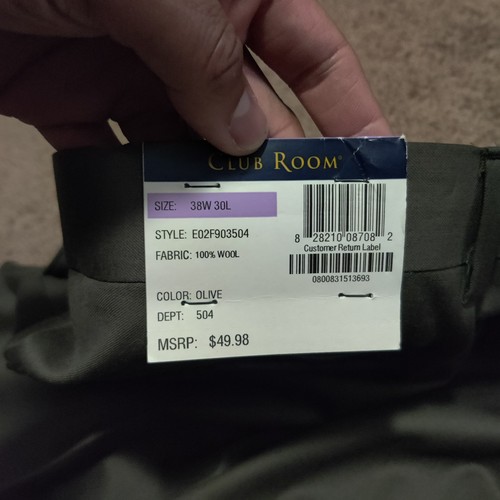 CLUB ROOM®
SIZE: 38W 30L
STYLE: E02F903504
FABRIC: 100% WOOL
COLOR: OLIVE
DEPT: 504
MSRP: $49.98
8 28210 08708 2
Customer Return Label
0800831513693